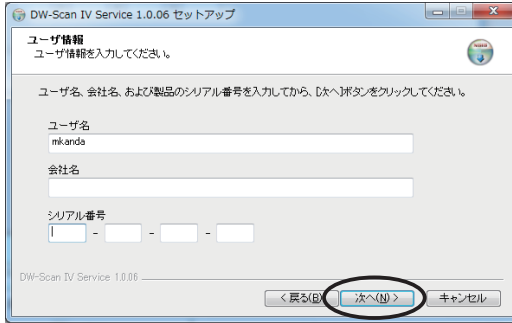 DW-Scan IV Service 1.0.06 セットアップ
ユーザ情報
ユーザ情報を入力してください。
ユーザ名、会社名、および製品のシリアル番号を入力してから、[次へ]ボタンをクリックしてください。
ユーザ名
mkanda
会社名
シリアル番号
- - -
DW-Scan IV Service 1.0.06
< 戻る(B) 次へ(N) > キャンセル